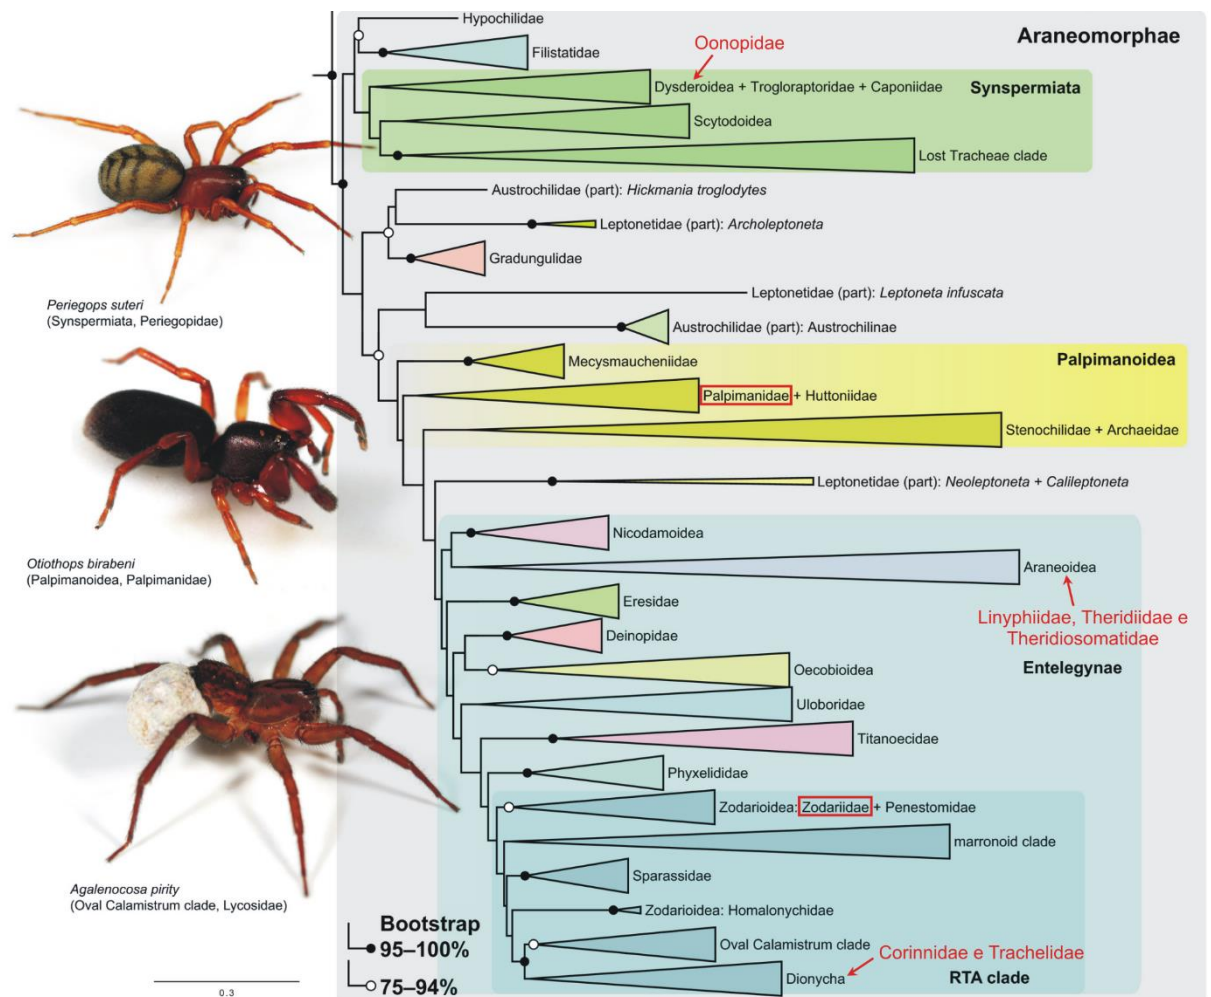 Hypochilidae
Araneomorphae
Oonopidae
Filistatidae
Dysderoidea + Trogloraptoridae + Caponiidae
Synspermiata
Scytodoidea
Lost Tracheae clade
Austrochilidae (part): Hickmania troglodytes
Leptonetidae (part): Archoleptoneta
Gradungulidae
Periegops suteri
(Synspermiata, Periegopidae)
Leptonetidae (part): Leptoneta infuscata
Austrochilidae (part): Austrochilinae
Mecysmaucheniidae
Palpimanoidea
Palpimanidae + Huttoniidae
Stenochilidae + Archaeidae
Leptonetidae (part): Neoleptoneta + Calileptoneta
Nicodamoidea
Otiothops birabeni
(Palpimanoidea, Palpimanidae)
Araneoidea
Eresidae
Linyphiidae, Theridiidae e
Theridiosomatidae
Deinopidae
Oecobioidea
Entelegynae
Uloboridae
Titanoecidae
Phyxelididae
Zodarioidea: Zodariidae + Penestomidae
marronoid clade
Sparassidae
Agalenocosa pirity
(Oval Calamistrum clade, Lycosidae)
Zodarioidea: Homalonychidae
Bootstrap
95–100%
75–94%
Oval Calamistrum clade
Corinnidae e Trachelidae
Dionycha
RTA clade
0.3